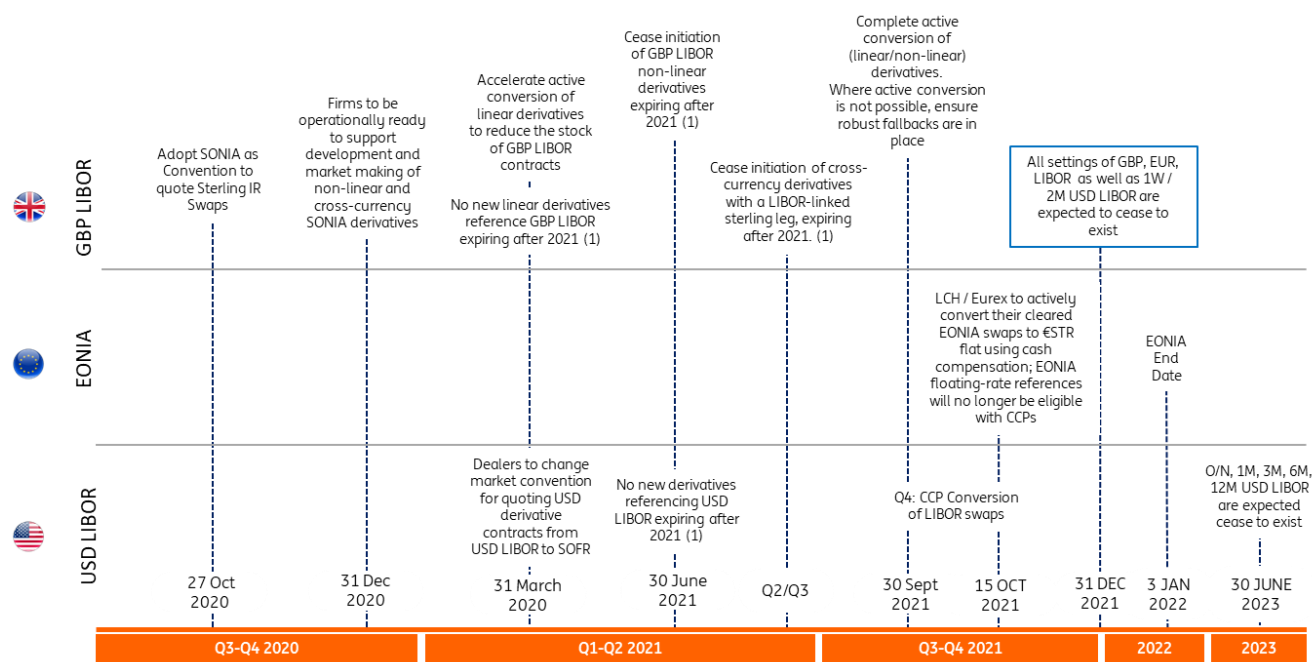 GBP LIBOR
Adopt SONIA as
Convention to
quote Sterling IR
Swaps
Firms to be
operationally ready
to support
development and
market making of
non-linear and
cross-currency
SONIA derivatives
Accelerate active
conversion of
linear derivatives
to reduce the stock
of GBP LIBOR
contracts
No new linear derivatives
reference GBP LIBOR
expiring after 2021 (1)
Cease initiation
of GBP LIBOR
non-linear
derivatives
expiring after
2021 (1)
Cease initiation of cross-
currency derivatives
with a LIBOR-linked
sterling leg, expiring
after 2021. (1)
Complete active
conversion of
(linear/non-linear)
derivatives.
Where active conversion
is not possible, ensure
robust fallbacks are in
place
All settings of GBP, EUR,
LIBOR as well as 1W /
2M USD LIBOR are
expected to cease to
exist
EONIA
LCH / Eurex to actively
convert their cleared
EONIA swaps to €STR
flat using cash
compensation; EONIA
floating-rate references
will no longer be eligible
with CCPs
EONIA
End
Date
USD LIBOR
Dealers to change
market convention
for quoting USD
derivative
contracts from
USD LIBOR to SOFR
No new derivatives
referencing USD
LIBOR expiring after
2021 (1)
Q4: CCP Conversion
of LIBOR swaps
O/N, 1M, 3M, 6M,
12M USD LIBOR
are expected
cease to exist
27 Oct
2020
31 Dec
2020
31 March
2020
30 June
2021
Q2/Q3
30 Sept
2021
15 OCT
2021
31 DEC
2021
3 JAN
2022
30 JUNE
2023
Q3-Q4 2020
Q1-Q2 2021
Q3-Q4 2021
2022
2023